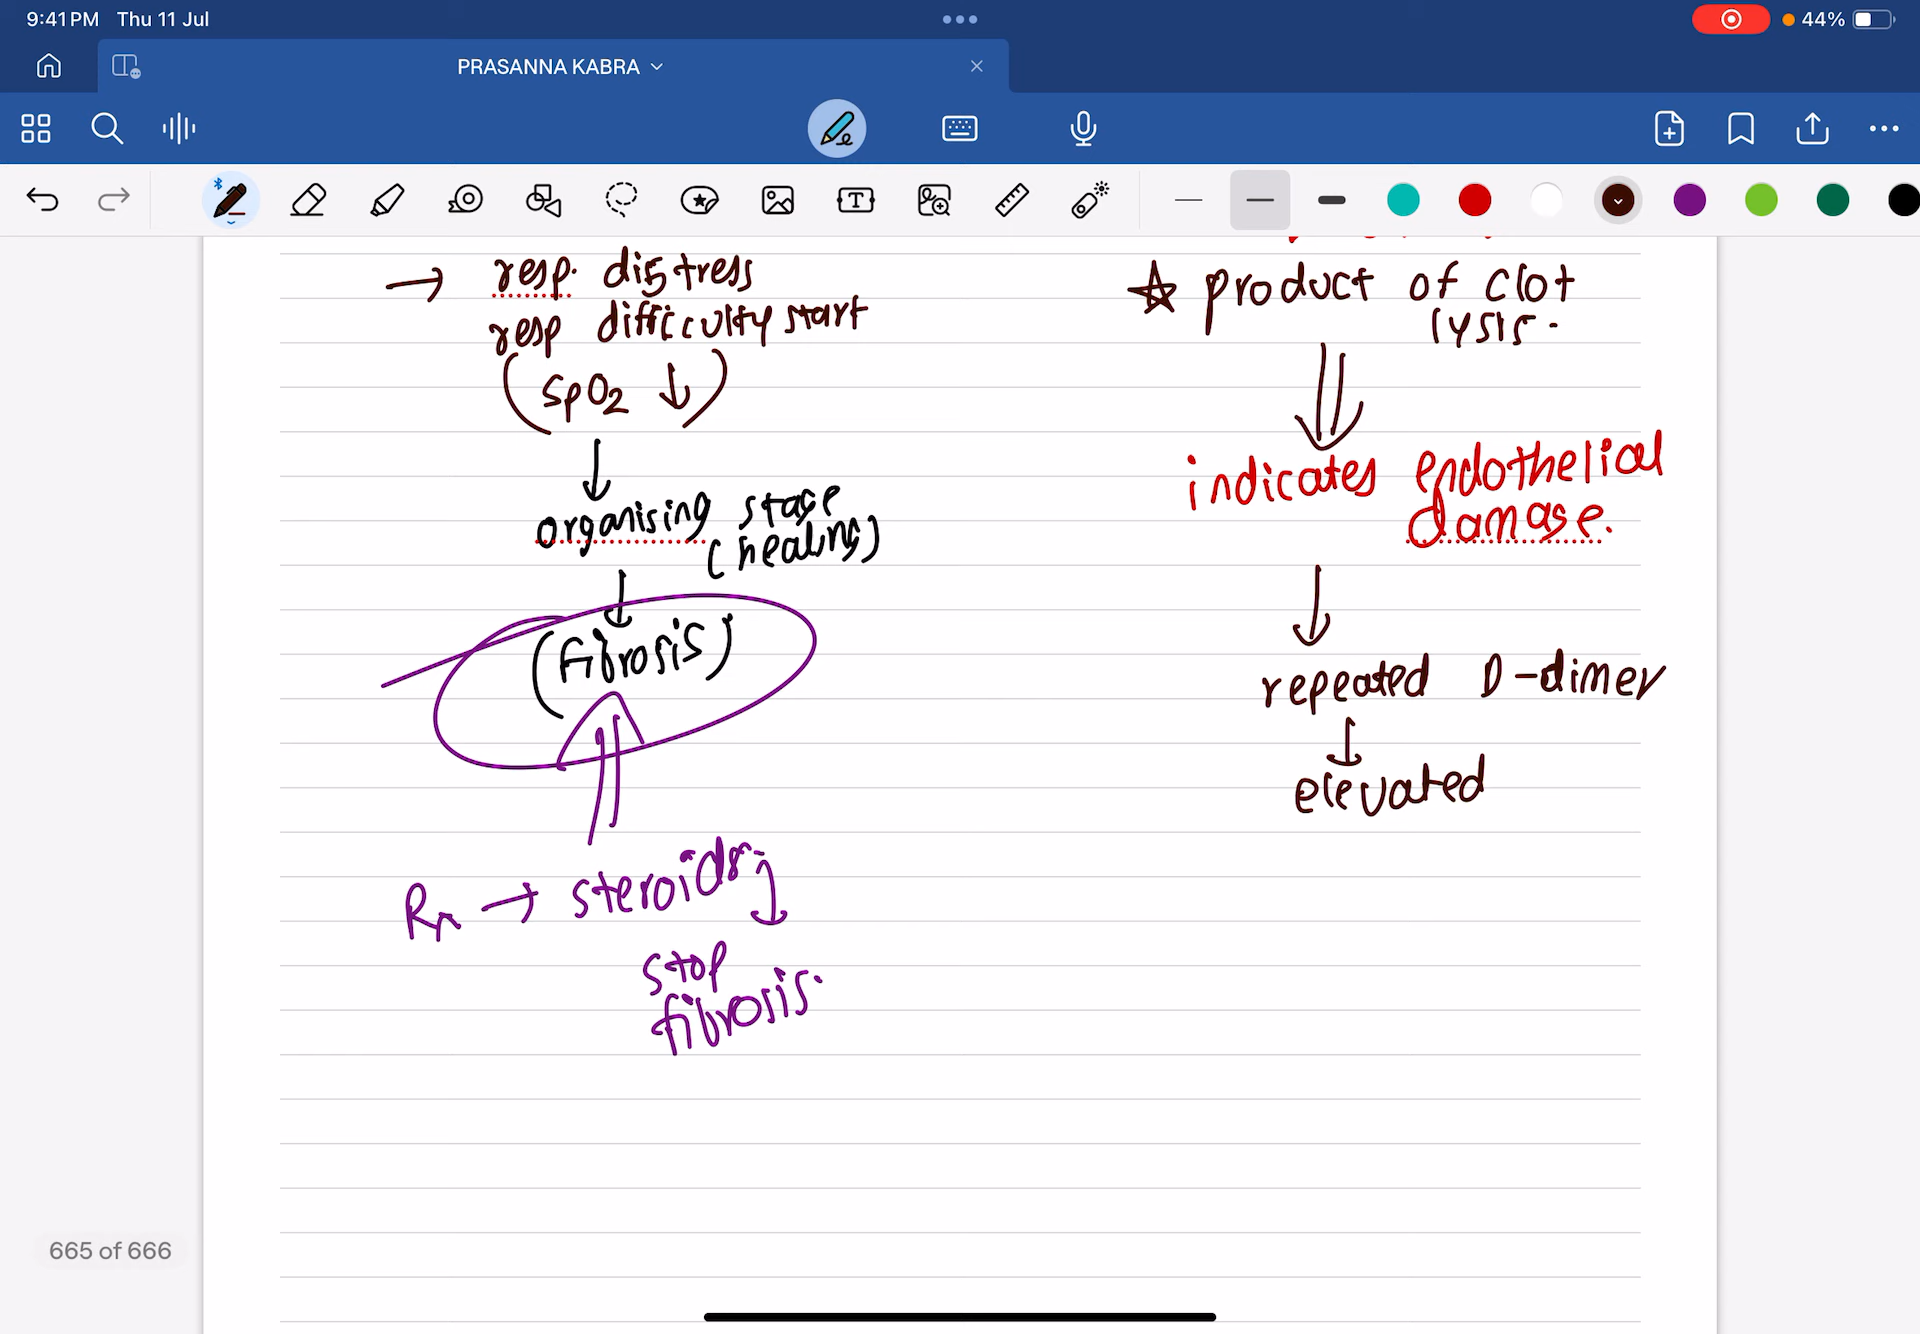 9:41 PM Thu 11 Jul
44%
PRASANNA KABRA
→ resp. distress
resp difficulty start
(SpO2 ↓)
↓
organising stage
(healing)
↓
(fibrosis)
Rx → steroids
↓
stop
fibrosis.
☆ product of clot
lysis.
⇓
indicates endothelial
damage.
↓
repeated D-dimer
↓
elevated
665 of 666